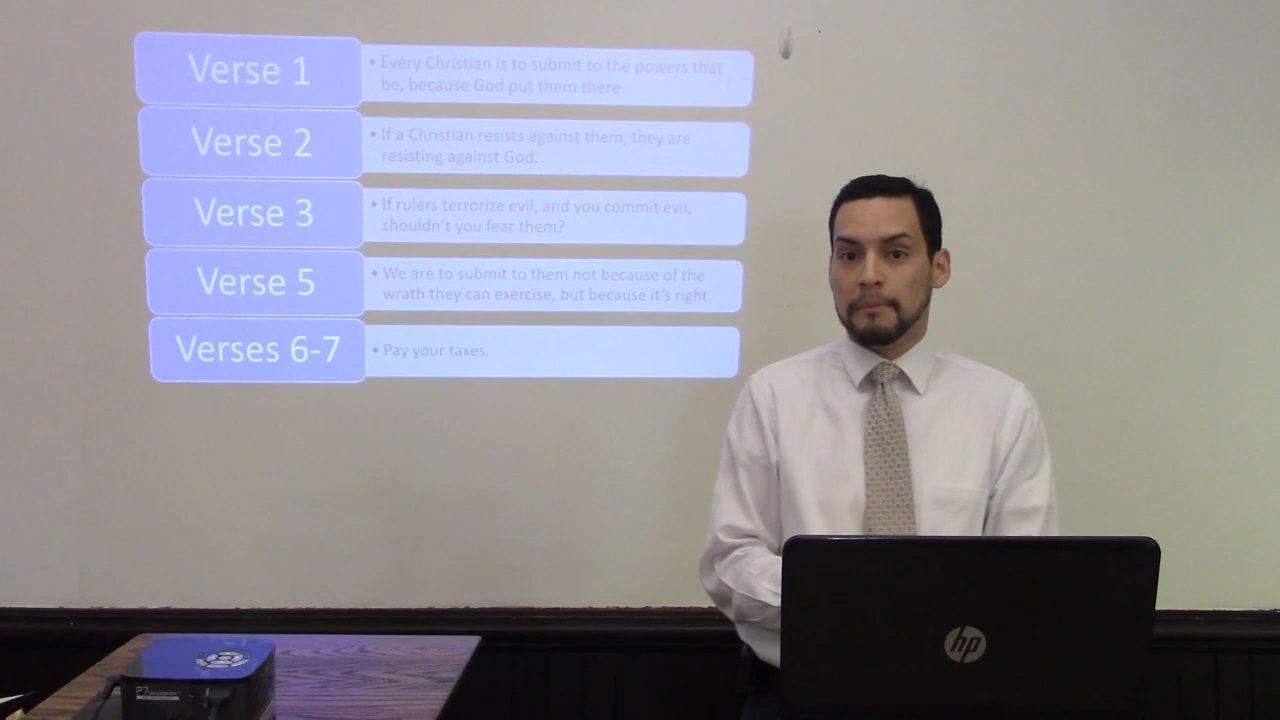 Verse 1
• Every Christian is to submit to the powers that
be, because God put them there.
Verse 2
• If a Christian resists against them, they are
resisting against God.
Verse 3
• If rulers terrorize evil, and you commit evil,
shouldn't you fear them?
Verse 5
• We are to submit to them not because of the
wrath they can exercise, but because it's right.
Verses 6-7
• Pay your taxes.
hp
P7